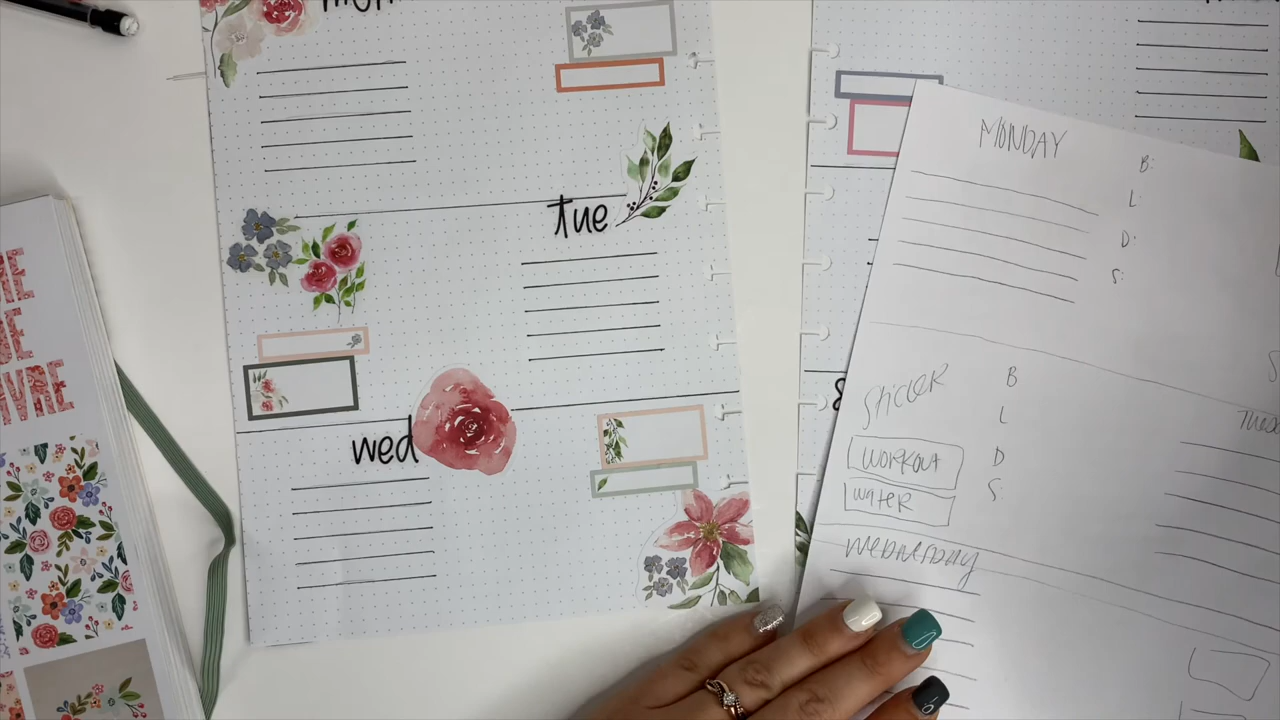 tue
wed
MONDAY
B:
L
D:
S:
Sticker
B
L
D
S:
workout
water
Wednesday